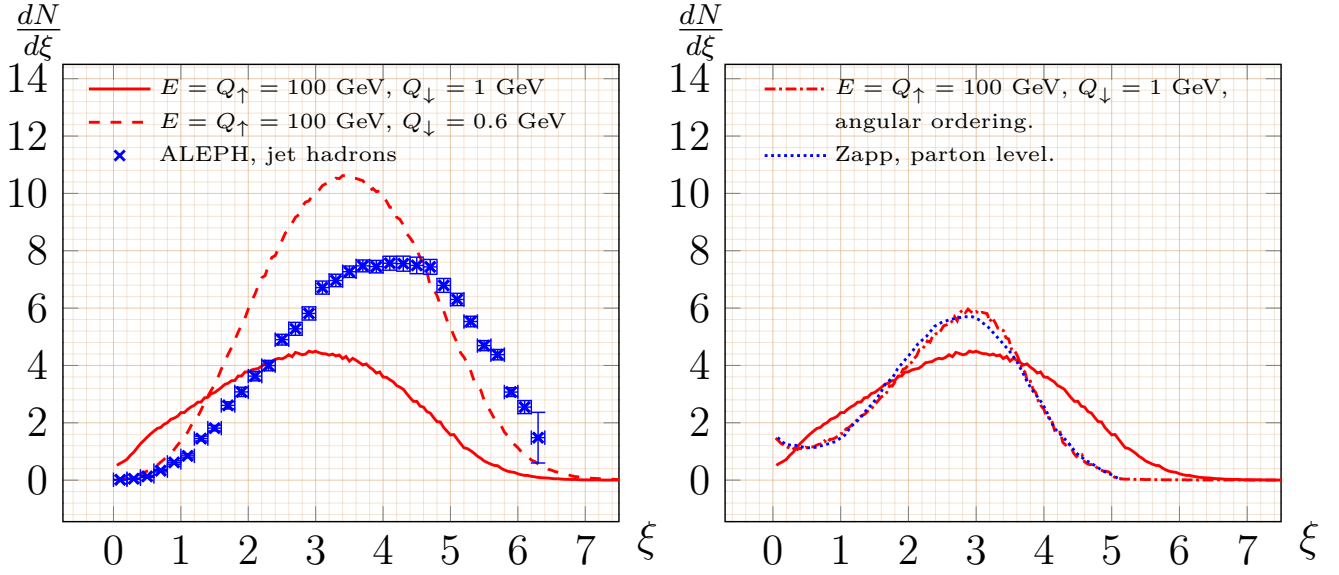 dN
dξ
E = Q↑ = 100 GeV, Q↓ = 1 GeV
E = Q↑ = 100 GeV, Q↓ = 0.6 GeV
ALEPH, jet hadrons
14
12
10
8
6
4
2
0
0 1 2 3 4 5 6 7 ξ
dN
dξ
E = Q↑ = 100 GeV, Q↓ = 1 GeV,
angular ordering.
Zapp, parton level.
14
12
10
8
6
4
2
0
0 1 2 3 4 5 6 7 ξ